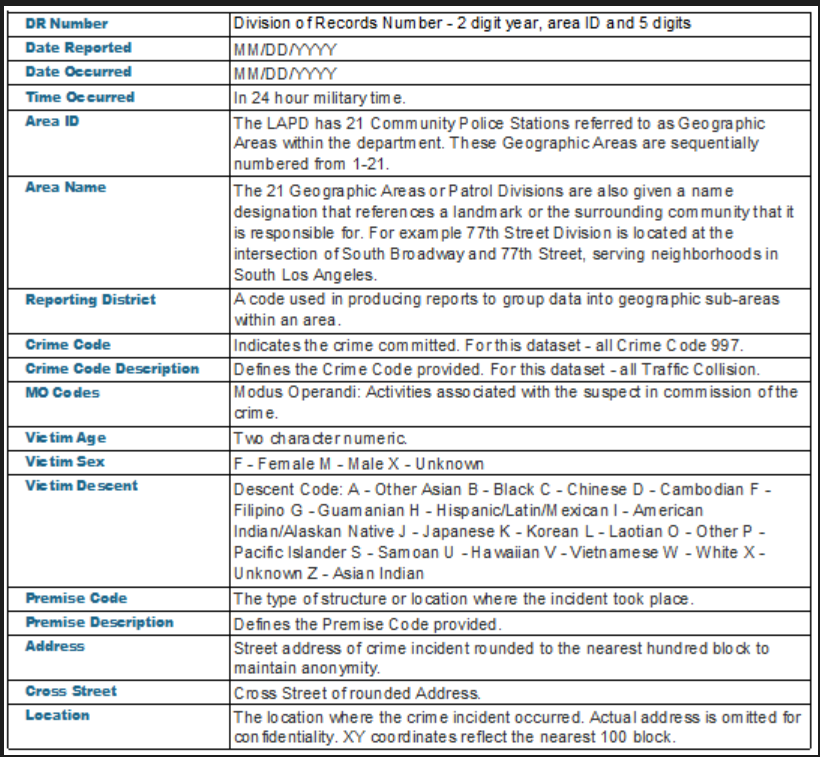 DR Number Division of Records Number - 2 digit year, area ID and 5 digits
Date Reported MM/DD/YYYY
Date Occurred MM/DD/YYYY
Time Occurred In 24 hour military time.
Area ID The LAPD has 21 Community Police Stations referred to as Geographic
Areas within the department. These Geographic Areas are sequentially
numbered from 1-21.
Area Name The 21 Geographic Areas or Patrol Divisions are also given a name
designation that references a landmark or the surrounding community that it
is responsible for. For example 77th Street Division is located at the
intersection of South Broadway and 77th Street, serving neighborhoods in
South Los Angeles.
Reporting District A code used in producing reports to group data into geographic sub-areas
within an area.
Crime Code Indicates the crime committed. For this dataset - all Crime Code 997.
Crime Code Description Defines the Crime Code provided. For this dataset - all Traffic Collision.
MO Codes Modus Operandi: Activities associated with the suspect in commission of the
crime.
Victim Age Two character numeric.
Victim Sex F - Female M - Male X - Unknown
Victim Descent Descent Code: A - Other Asian B - Black C - Chinese D - Cambodian F -
Filipino G - Guamanian H - Hispanic/Latin/Mexican I - American
Indian/Alaskan Native J - Japanese K - Korean L - Laotian O - Other P -
Pacific Islander S - Samoan U - Hawaiian V - Vietnamese W - White X -
Unknown Z - Asian Indian
Premise Code The type of structure or location where the incident took place.
Premise Description Defines the Premise Code provided.
Address Street address of crime incident rounded to the nearest hundred block to
maintain anonymity.
Cross Street Cross Street of rounded Address.
Location The location where the crime incident occurred. Actual address is omitted for
confidentiality. XY coordinates reflect the nearest 100 block.